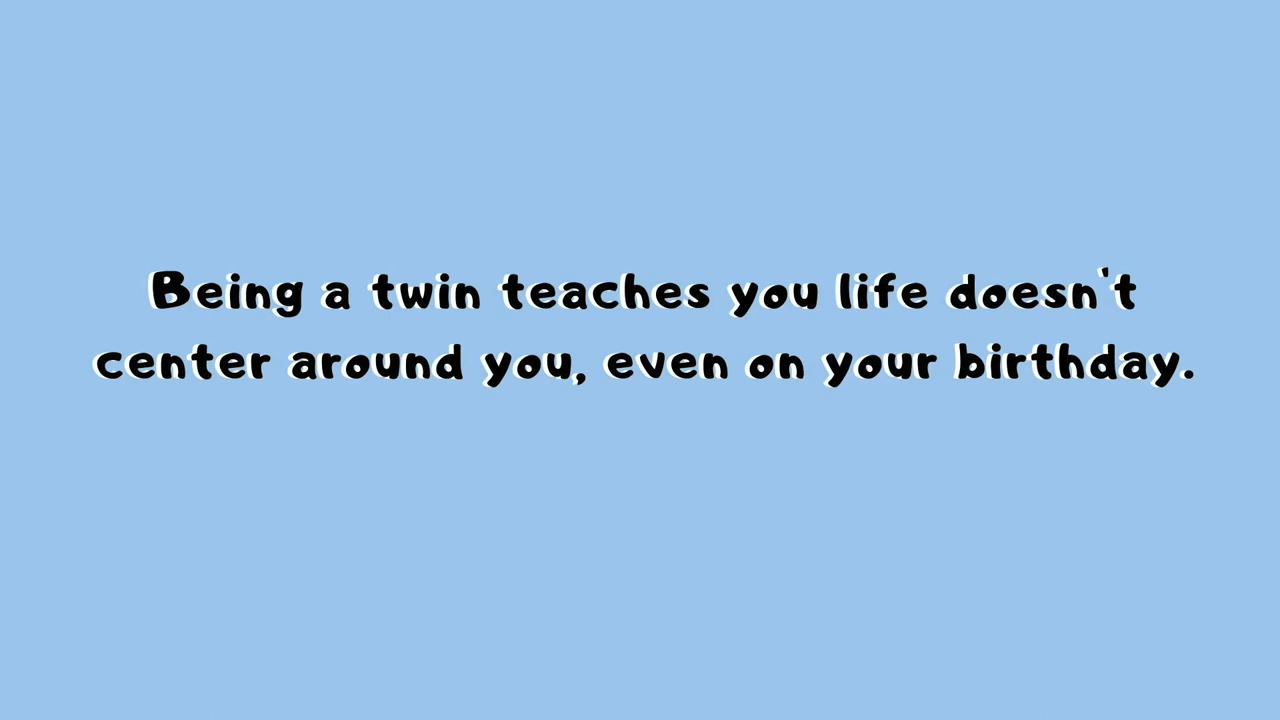 Being a twin teaches you life doesn't
center around you, even on your birthday.